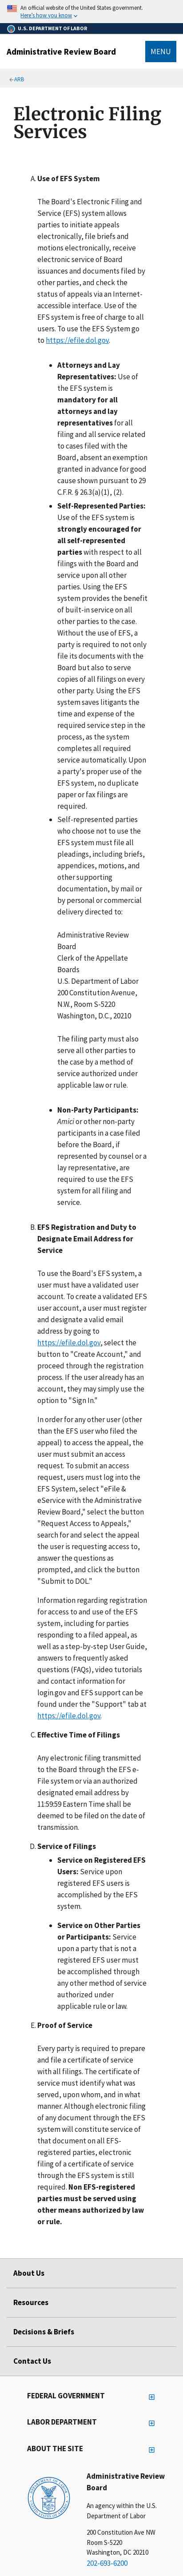 An official website of the United States government.
Here's how you know
U.S. DEPARTMENT OF LABOR
Administrative Review Board
MENU
← ARB
Electronic Filing
Services
A. Use of EFS System
The Board's Electronic Filing and
Service (EFS) system allows
parties to initiate appeals
electronically, file briefs and
motions electronically, receive
electronic service of Board
issuances and documents filed by
other parties, and check the
status of appeals via an Internet-
accessible interface. Use of the
EFS system is free of charge to all
users. To use the EFS System go
to https://efile.dol.gov.
Attorneys and Lay
Representatives: Use of
the EFS system is
mandatory for all
attorneys and lay
representatives for all
filing and all service related
to cases filed with the
Board, absent an exemption
granted in advance for good
cause shown pursuant to 29
C.F.R. § 26.3(a)(1), (2).
Self-Represented Parties:
Use of the EFS system is
strongly encouraged for
all self-represented
parties with respect to all
filings with the Board and
service upon all other
parties. Using the EFS
system provides the benefit
of built-in service on all
other parties to the case.
Without the use of EFS, a
party is required to not only
file its documents with the
Board but also to serve
copies of all filings on every
other party. Using the EFS
system saves litigants the
time and expense of the
required service step in the
process, as the system
completes all required
service automatically. Upon
a party's proper use of the
EFS system, no duplicate
paper or fax filings are
required.
Self-represented parties
who choose not to use the
EFS system must file all
pleadings, including briefs,
appendices, motions, and
other supporting
documentation, by mail or
by personal or commercial
delivery directed to:
Administrative Review
Board
Clerk of the Appellate
Boards
U.S. Department of Labor
200 Constitution Avenue,
N.W., Room S-5220
Washington, D.C., 20210
The filing party must also
serve all other parties to
the case by a method of
service authorized under
applicable law or rule.
Non-Party Participants:
Amici or other non-party
participants in a case filed
before the Board, if
represented by counsel or a
lay representative, are
required to use the EFS
system for all filing and
service.
B. EFS Registration and Duty to
Designate Email Address for
Service
To use the Board's EFS system, a
user must have a validated user
account. To create a validated EFS
user account, a user must register
and designate a valid email
address by going to
https://efile.dol.gov, select the
button to "Create Account," and
proceed through the registration
process. If the user already has an
account, they may simply use the
option to "Sign In."
In order for any other user (other
than the EFS user who filed the
appeal) to access the appeal, the
user must submit an access
request. To submit an access
request, users must log into the
EFS System, select "eFile &
eService with the Administrative
Review Board," select the button
"Request Access to Appeals,"
search for and select the appeal
the user is requesting access to,
answer the questions as
prompted, and click the button
"Submit to DOL."
Information regarding registration
for access to and use of the EFS
system, including for parties
responding to a filed appeal, as
well as a step-by-step User Guide,
answers to frequently asked
questions (FAQs), video tutorials
and contact information for
login.gov and EFS support can be
found under the "Support" tab at
https://efile.dol.gov.
C. Effective Time of Filings
Any electronic filing transmitted
to the Board through the EFS e-
File system or via an authorized
designated email address by
11:59:59 Eastern Time shall be
deemed to be filed on the date of
transmission.
D. Service of Filings
Service on Registered EFS
Users: Service upon
registered EFS users is
accomplished by the EFS
system.
Service on Other Parties
or Participants: Service
upon a party that is not a
registered EFS user must
be accomplished through
any other method of service
authorized under
applicable rule or law.
E. Proof of Service
Every party is required to prepare
and file a certificate of service
with all filings. The certificate of
service must identify what was
served, upon whom, and in what
manner. Although electronic filing
of any document through the EFS
system will constitute service of
that document on all EFS-
registered parties, electronic
filing of a certificate of service
through the EFS system is still
required. Non EFS-registered
parties must be served using
other means authorized by law
or rule.
About Us
Resources
Decisions & Briefs
Contact Us
FEDERAL GOVERNMENT
LABOR DEPARTMENT
ABOUT THE SITE
Administrative Review
Board
An agency within the U.S.
Department of Labor
200 Constitution Ave NW
Room S-5220
Washington, DC 20210
202-693-6200